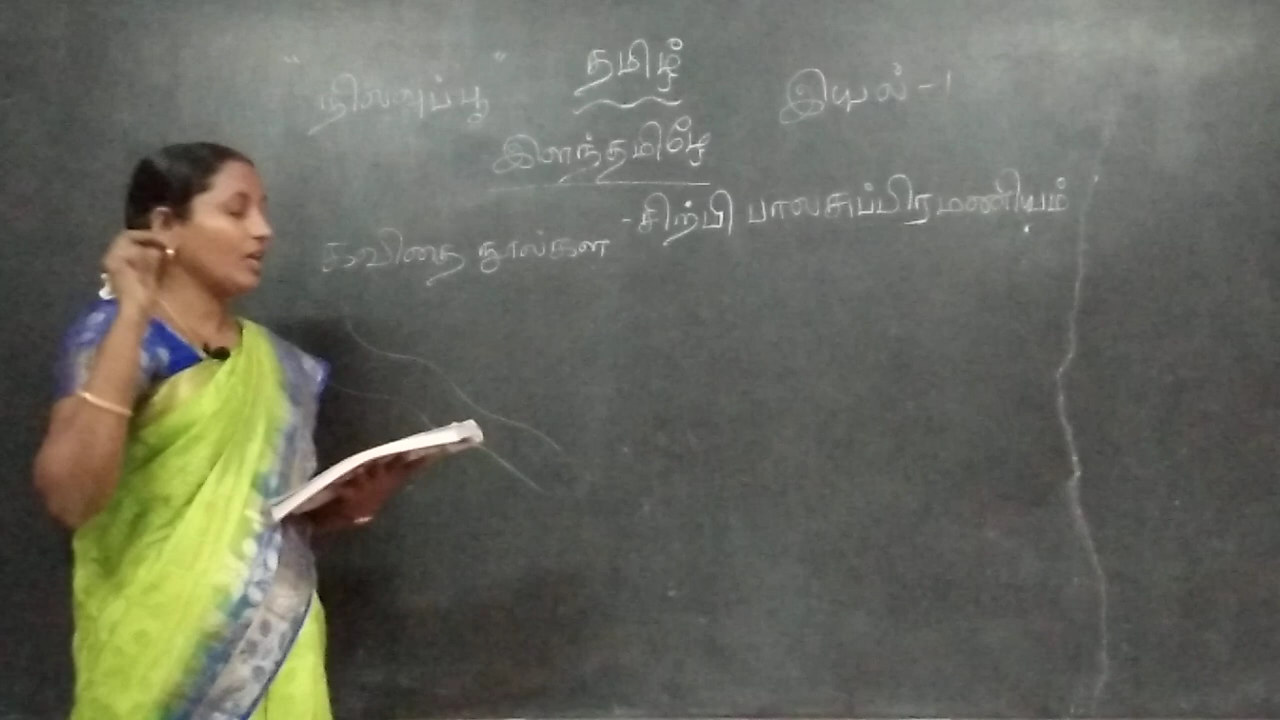 "நிலவுப்பூ" தமிழ் இயல் - 1
இளந்தமிழே
- சிற்பி பாலசுப்பிரமணியம்
கவிதை நூல்கள